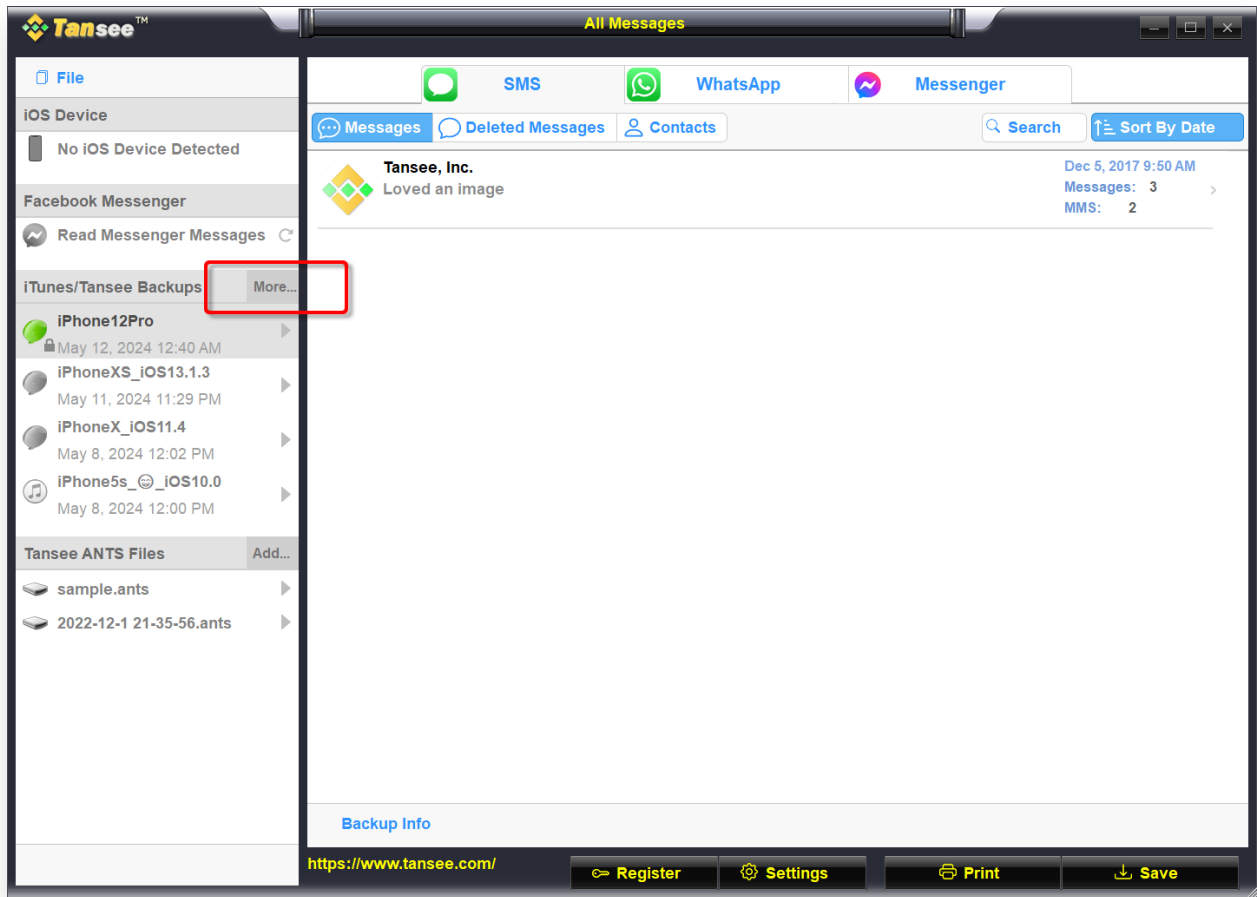 Tansee™
All Messages
File
iOS Device
No iOS Device Detected
Facebook Messenger
Read Messenger Messages
iTunes/Tansee Backups More...
iPhone12Pro
May 12, 2024 12:40 AM
iPhoneXS_iOS13.1.3
May 11, 2024 11:29 PM
iPhoneX_iOS11.4
May 8, 2024 12:02 PM
iPhone5s_😁_iOS10.0
May 8, 2024 12:00 PM
Tansee ANTS Files Add...
sample.ants
2022-12-1 21-35-56.ants
SMS WhatsApp Messenger
Messages Deleted Messages Contacts Search Sort By Date
Tansee, Inc. Dec 5, 2017 9:50 AM
Loved an image Messages: 3
MMS: 2
Backup Info
https://www.tansee.com/ Register Settings Print Save